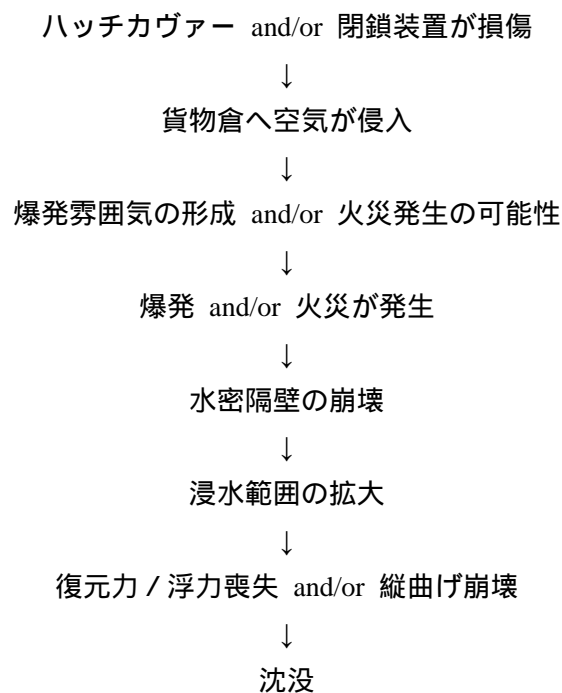 ハッチカヴァー and/or 閉鎖装置が損傷
↓
貨物倉へ空気が侵入
↓
爆発雰囲気の形成 and/or 火災発生の可能性
↓
爆発 and/or 火災が発生
↓
水密隔壁の崩壊
↓
浸水範囲の拡大
↓
復元力 / 浮力喪失 and/or 縦曲げ崩壊
↓
沈没